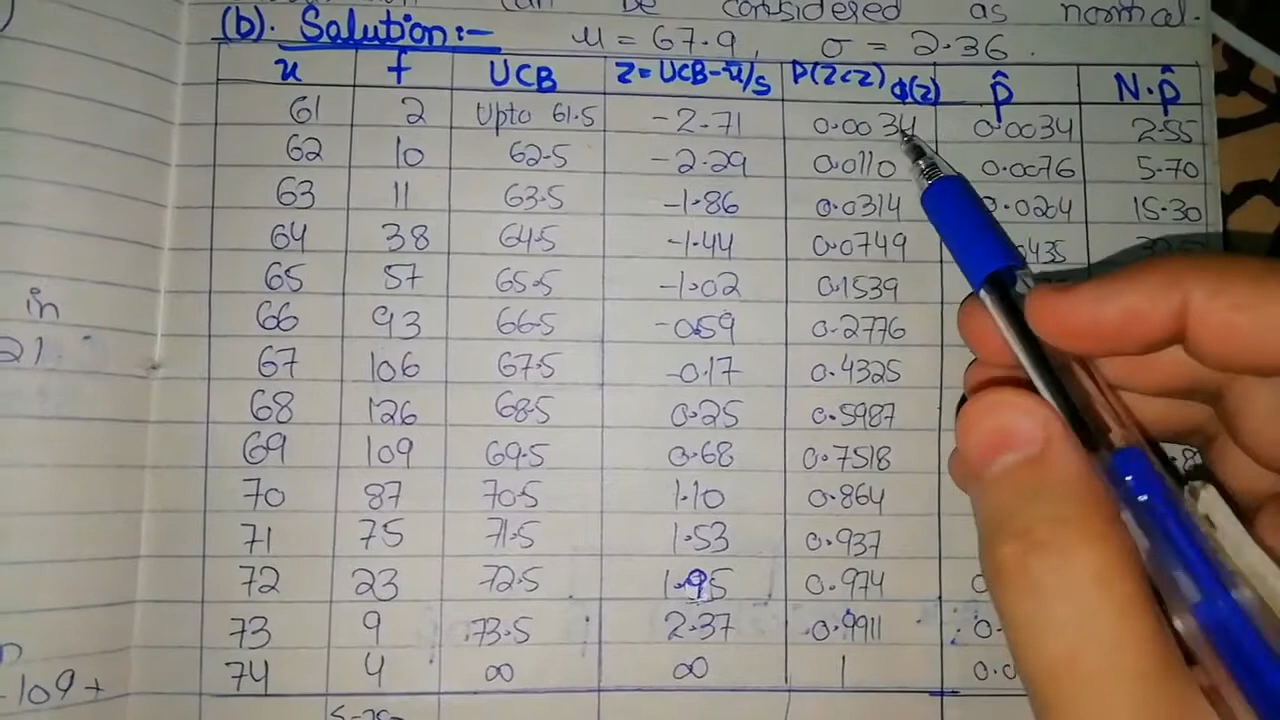 can be considered as normal.
(b). Solution:- u = 67.9, σ = 2.36.
x f UCB Z = UCB-x̄/s P(Z<z) φ(z) p̂ N.p̂
61 2 Upto 61.5 -2.71 0.0034 0.0034 2.55
62 10 62.5 -2.29 0.0110 0.0076 5.70
63 11 63.5 -1.86 0.0314 0.0204 15.30
64 38 64.5 -1.44 0.0749 0435
65 57 65.5 -1.02 0.1539
in
66 93 66.5 -0.59 0.2776
21.
67 106 67.5 -0.17 0.4325
68 126 68.5 0.25 0.5987
69 109 69.5 0.68 0.7518
70 87 70.5 1.10 0.864
71 75 71.5 1.53 0.937
72 23 72.5 1.95 0.974
73 9 73.5 2.37 0.9911
74 4 ∞ ∞ 1
-109+